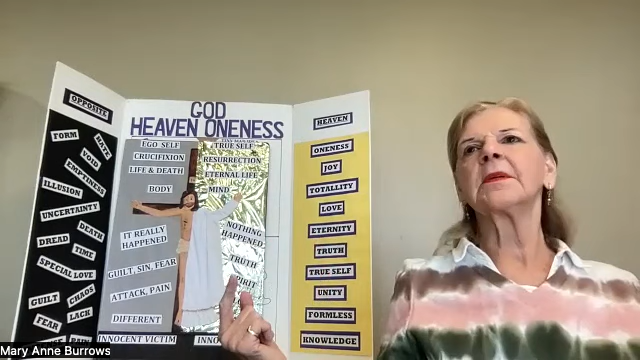 OPPOSITE
FORM
HATE
VOID
EMPTINESS
ILLUSION
UNCERTAINTY
DEATH
DREAD
TIME
SPECIAL LOVE
GUILT
CHAOS
FEAR
LACK
PAIN
GOD
HEAVEN ONENESS
EGO SELF
CRUCIFIXION
LIFE & DEATH
BODY
IT REALLY
HAPPENED
GUILT, SIN, FEAR
ATTACK, PAIN
DIFFERENT
INNOCENT VICTIM
TRUE SELF
RESURRECTION
ETERNAL LIFE
MIND
NOTHING
HAPPENED
TRUTH
HEAVEN
ONENESS
JOY
TOTALLITY
LOVE
ETERNITY
TRUTH
TRUE SELF
UNITY
FORMLESS
KNOWLEDGE
Mary Anne Burrows